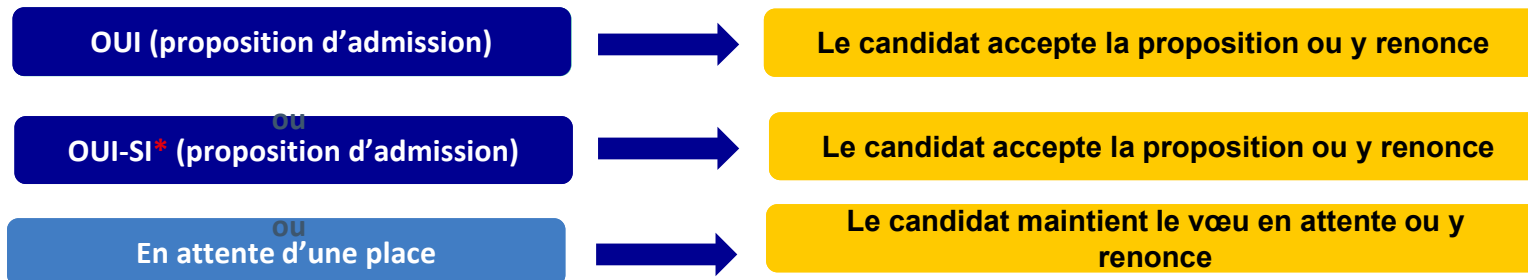 OUI (proposition d’admission)
Le candidat accepte la proposition ou y renonce
ou
OUI-SI* (proposition d’admission)
Le candidat accepte la proposition ou y renonce
ou
En attente d’une place
Le candidat maintient le vœu en attente ou y
renonce